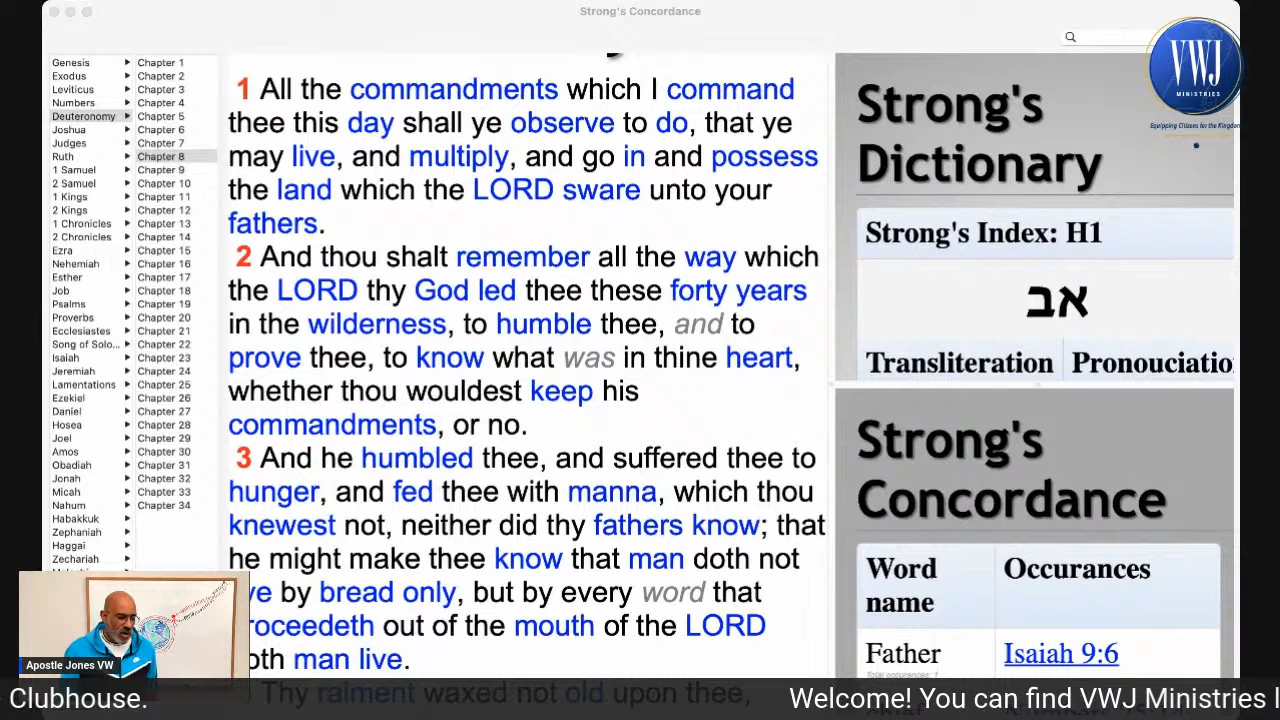 Strong's Concordance
VWJ
MINISTRIES
Equipping Citizens for the Kingdom
Genesis
Exodus
Leviticus
Numbers
Deuteronomy
Joshua
Judges
Ruth
1 Samuel
2 Samuel
1 Kings
2 Kings
1 Chronicles
2 Chronicles
Ezra
Nehemiah
Esther
Job
Psalms
Proverbs
Ecclesiastes
Song of Solo...
Isaiah
Jeremiah
Lamentations
Ezekiel
Daniel
Hosea
Joel
Amos
Obadiah
Jonah
Micah
Nahum
Habakkuk
Zephaniah
Haggai
Zechariah
Chapter 1
Chapter 2
Chapter 3
Chapter 4
Chapter 5
Chapter 6
Chapter 7
Chapter 8
Chapter 9
Chapter 10
Chapter 11
Chapter 12
Chapter 13
Chapter 14
Chapter 15
Chapter 16
Chapter 17
Chapter 18
Chapter 19
Chapter 20
Chapter 21
Chapter 22
Chapter 23
Chapter 24
Chapter 25
Chapter 26
Chapter 27
Chapter 28
Chapter 29
Chapter 30
Chapter 31
Chapter 32
Chapter 33
Chapter 34
1 All the commandments which I command
thee this day shall ye observe to do, that ye
may live, and multiply, and go in and possess
the land which the LORD sware unto your
fathers.
2 And thou shalt remember all the way which
the LORD thy God led thee these forty years
in the wilderness, to humble thee, and to
prove thee, to know what was in thine heart,
whether thou wouldest keep his
commandments, or no.
3 And he humbled thee, and suffered thee to
hunger, and fed thee with manna, which thou
knewest not, neither did thy fathers know; that
he might make thee know that man doth not
ve by bread only, but by every word that
roceedeth out of the mouth of the LORD
oth man live.
Thy raiment waxed not old upon thee,
Strong's
Dictionary
Strong's Index: H1
אב
Transliteration Pronouciatio
Strong's
Concordance
Word name Occurances
Father Isaiah 9:6
Total occurences: 1
Apostle Jones VW
Clubhouse. Welcome! You can find VWJ Ministries